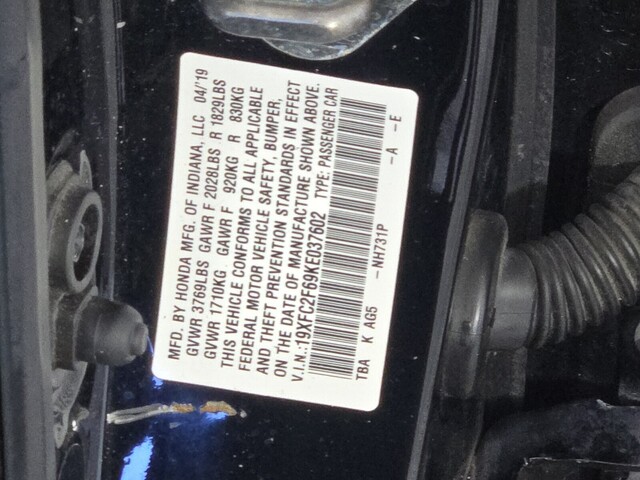 MFD. BY HONDA MFG. OF INDIANA, LLC 04/19
GVWR 3769LBS GAWR F 2028LBS R 1829LBS
GVWR 1710KG GAWR F 920KG R 830KG
THIS VEHICLE CONFORMS TO ALL APPLICABLE
FEDERAL MOTOR VEHICLE SAFETY, BUMPER,
AND THEFT PREVENTION STANDARDS IN EFFECT
ON THE DATE OF MANUFACTURE SHOWN ABOVE.
V.I.N.:19XFC2F69KE037602 TYPE: PASSENGER CAR
TBA K AG5 -NH731P -A -E